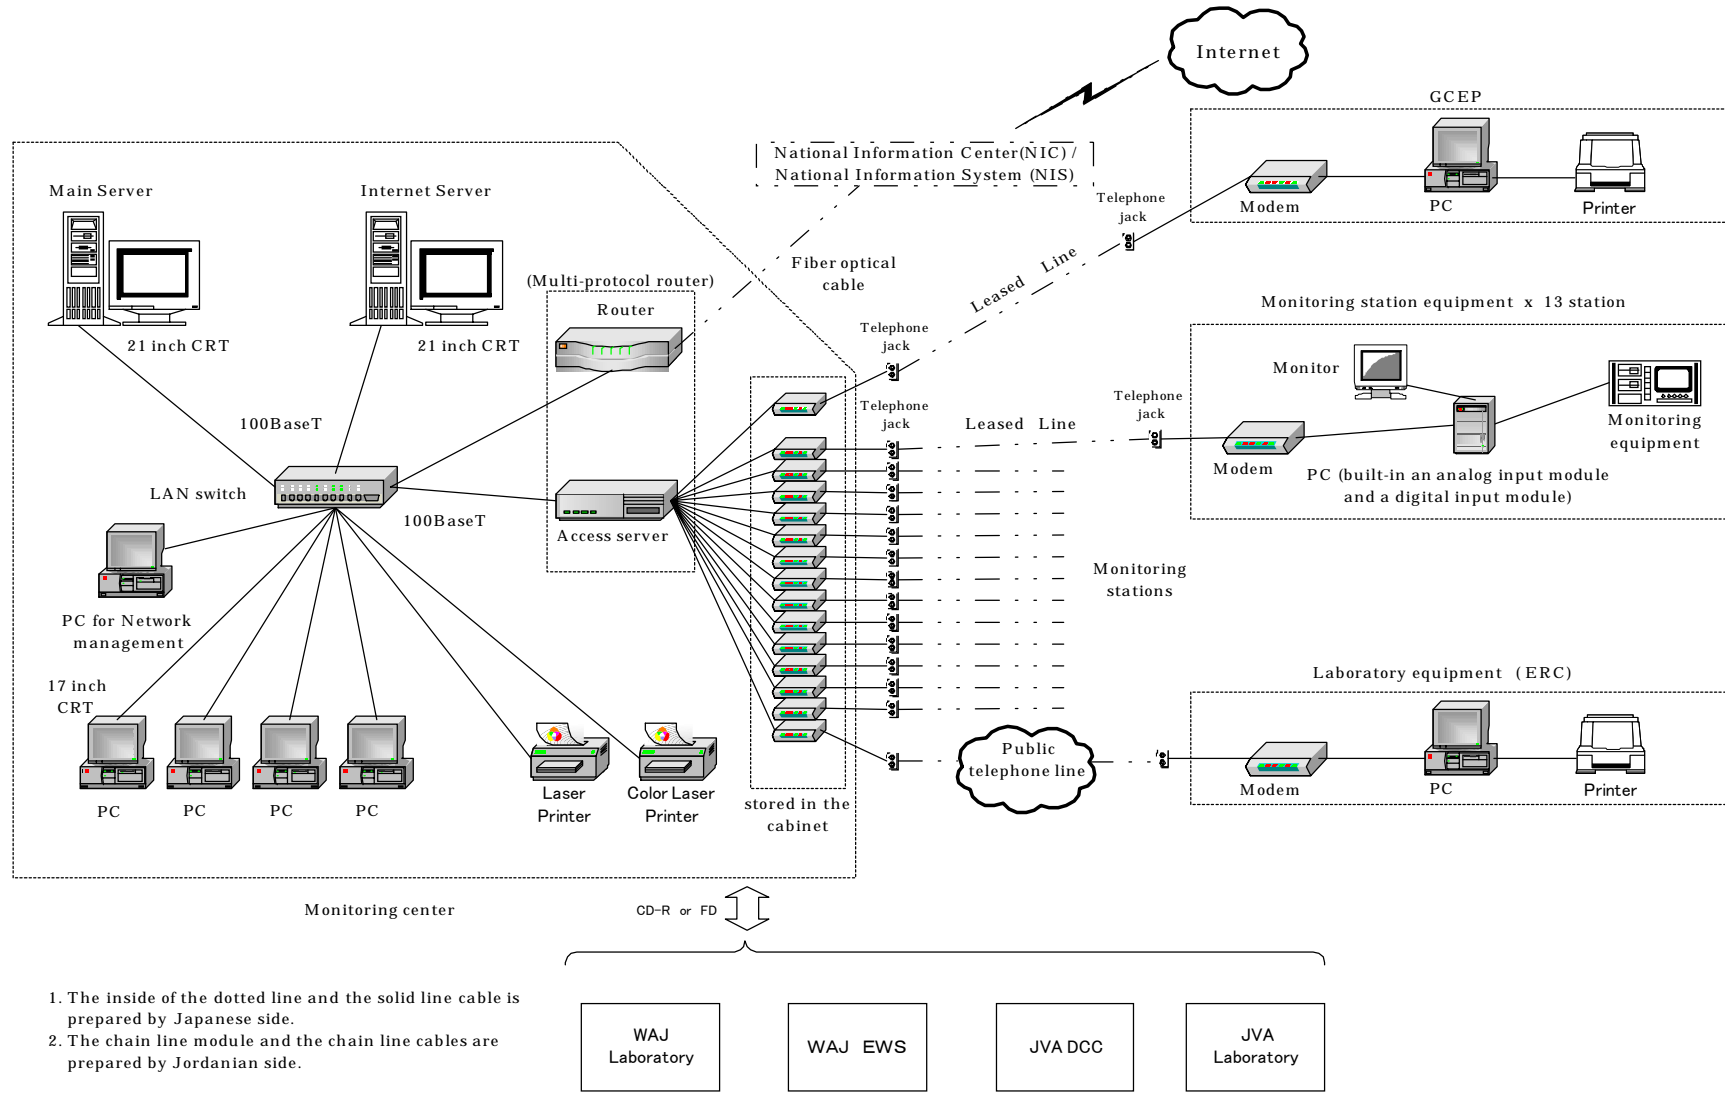 Internet
GCEP
National Information Center(NIC) /
National Information System (NIS)
Main Server
Internet Server
Telephone
jack
Modem
PC
Printer
Fiber optical
cable
Leased Line
(Multi-protocol router)
Router
Monitoring station equipment x 13 station
21 inch CRT
21 inch CRT
Telephone
jack
Monitor
Telephone
jack
Telephone
jack
100BaseT
Leased Line
Monitoring
equipment
Modem
PC (built-in an analog input module
and a digital input module)
LAN switch
100BaseT
Access server
Monitoring
stations
PC for Network
management
17 inch
CRT
Laboratory equipment (ERC)
Public
telephone line
Modem
PC
Printer
PC
PC
PC
PC
Laser
Printer
Color Laser
Printer
stored in the
cabinet
Monitoring center
CD-R or FD
1. The inside of the dotted line and the solid line cable is
prepared by Japanese side.
2. The chain line module and the chain line cables are
prepared by Jordanian side.
WAJ
Laboratory
WAJ EWS
JVA DCC
JVA
Laboratory